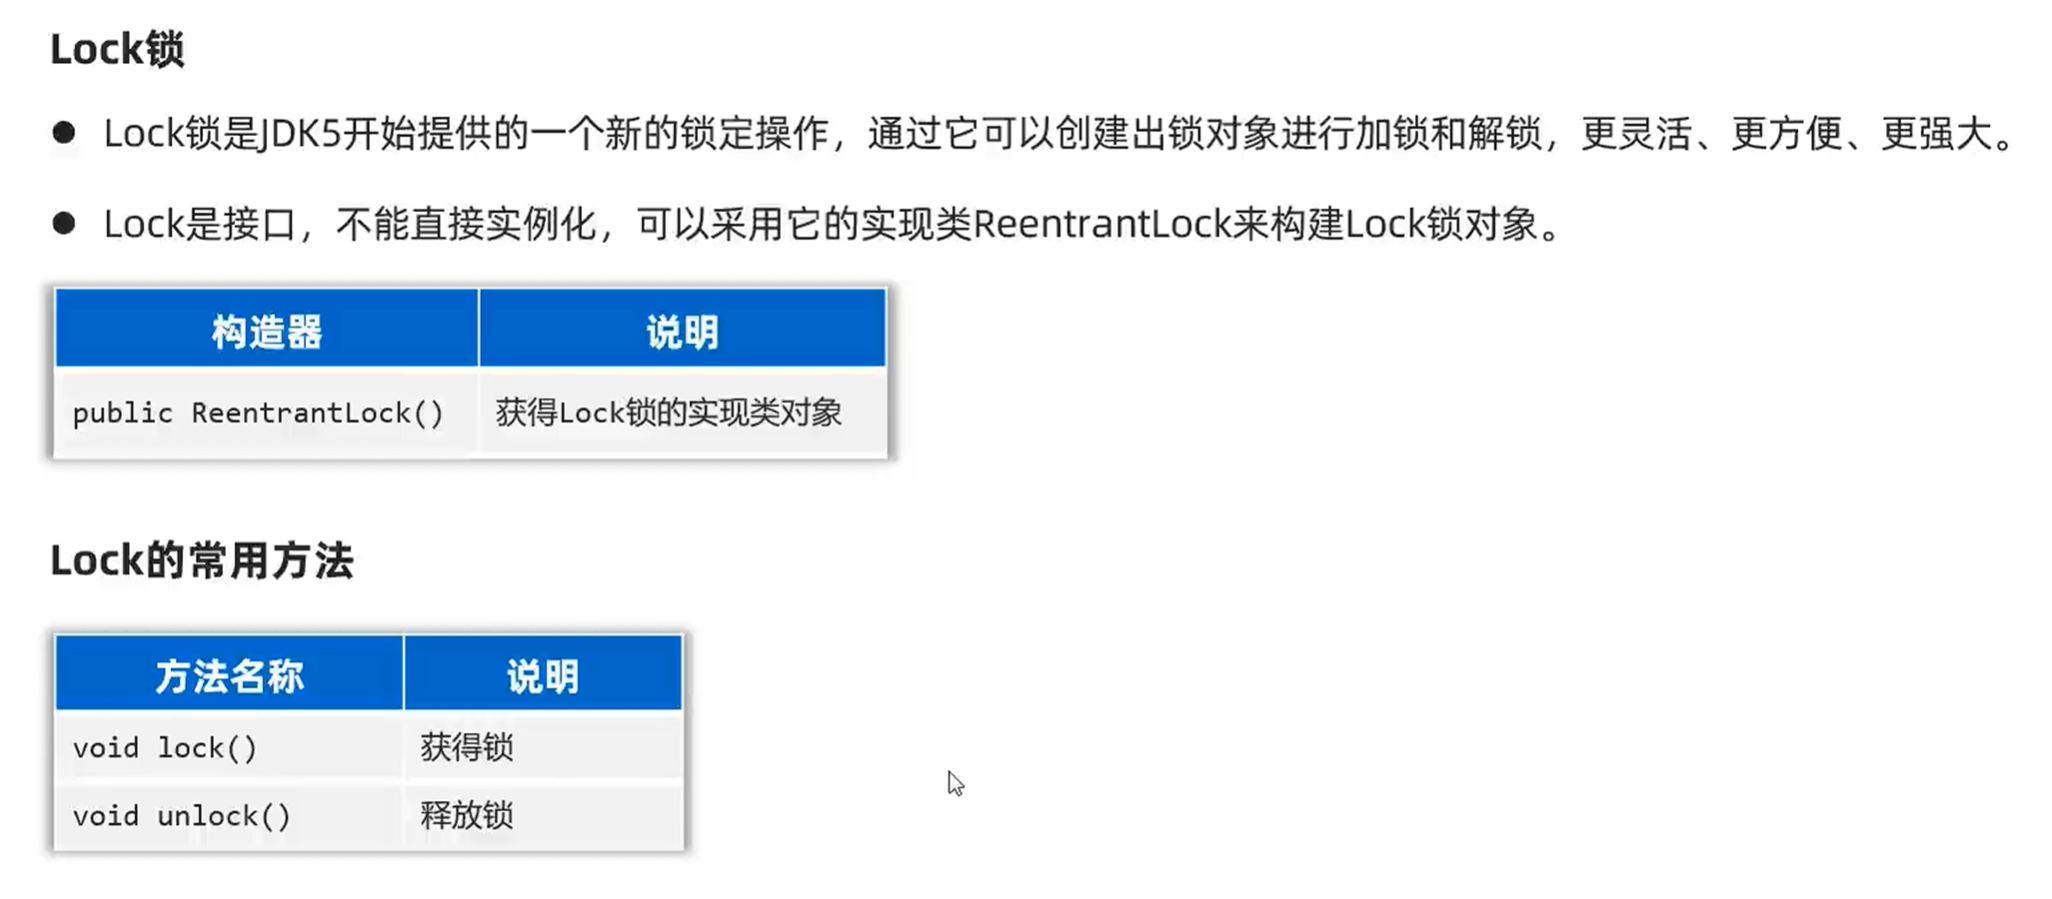 Lock锁
● Lock锁是JDK5开始提供的一个新的锁定操作，通过它可以创建出锁对象进行加锁和解锁，更灵活、更方便、更强大。
● Lock是接口，不能直接实例化，可以采用它的实现类ReentrantLock来构建Lock锁对象。
构造器 说明
public ReentrantLock() 获得Lock锁的实现类对象
Lock的常用方法
方法名称 说明
void lock() 获得锁
void unlock() 释放锁